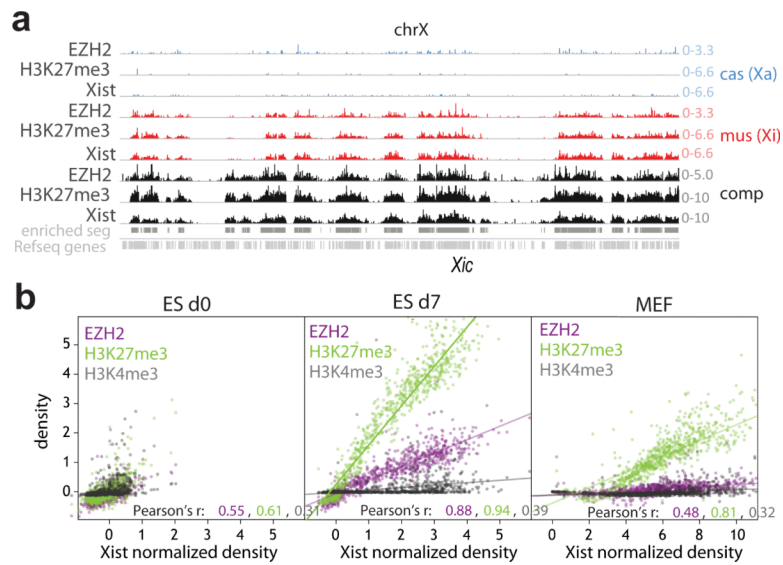 a
chrX
EZH2 0-3.3
H3K27me3 0-6.6 cas (Xa)
Xist 0-6.6
EZH2 0-3.3
H3K27me3 0-6.6 mus (Xi)
Xist 0-6.6
EZH2 0-5.0
H3K27me3 0-10 comp
Xist 0-10
enriched seg
Refseq genes
Xic
b
ES d0 ES d7 MEF
EZH2 EZH2 EZH2
H3K27me3 H3K27me3 H3K27me3
H3K4me3 H3K4me3 H3K4me3
density
5
4
3
2
1
0
Pearson's r: 0.55, 0.61, 0.31 Pearson's r: 0.88, 0.94, 0.39 Pearson's r: 0.48, 0.81, 0.32
0 1 2 3 4 5 0 1 2 3 4 5 0 2 4 6 8 10
Xist normalized density Xist normalized density Xist normalized density